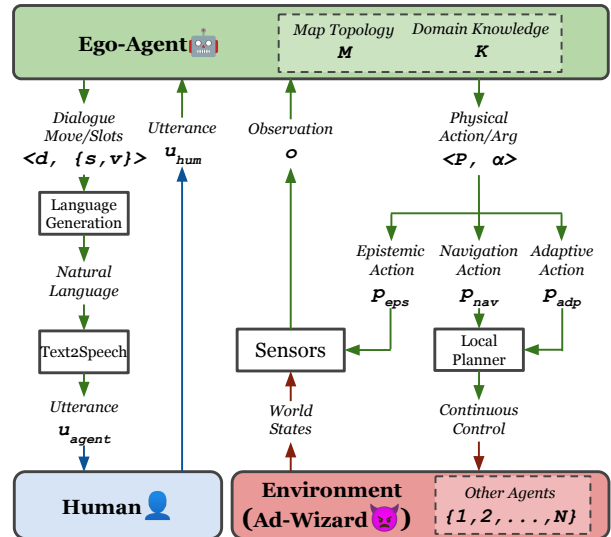 Ego-Agent🤖
Map Topology
M
Domain Knowledge
K
Dialogue
Move/Slots
<d, {s,v}>
Utterance
u_hum
Observation
o
Physical
Action/Arg
<P, α>
Language
Generation
Natural
Language
Epistemic
Action
p_eps
Navigation
Action
p_nav
Adaptive
Action
p_adp
Text2Speech
Sensors
Local
Planner
Utterance
u_agent
World
States
Continuous
Control
Human👤
Environment
(Ad-Wizard👿)
Other Agents
{1,2,...,N}